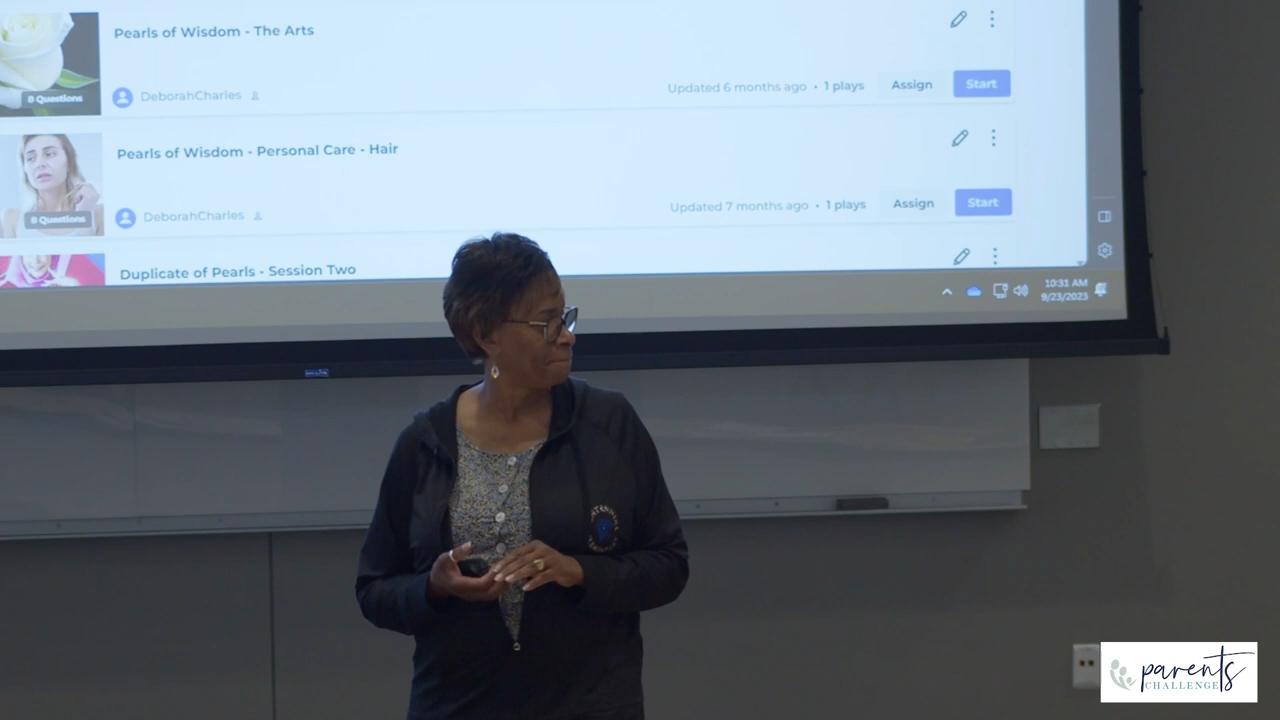 Pearls of Wisdom - The Arts
8 Questions
DeborahCharles
Updated 6 months ago • 1 plays
Assign
Start
Pearls of Wisdom - Personal Care - Hair
8 Questions
DeborahCharles
Updated 7 months ago • 1 plays
Assign
Start
Duplicate of Pearls - Session Two
10:31 AM
9/23/2023
parents
CHALLENGE